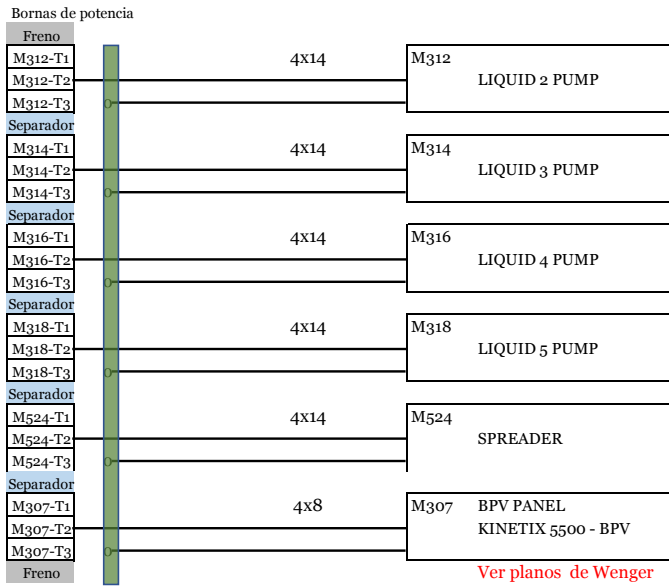 Bornas de potencia
Freno
M312-T1 4x14 M312
M312-T2 LIQUID 2 PUMP
M312-T3
Separador
M314-T1 4x14 M314
M314-T2 LIQUID 3 PUMP
M314-T3
Separador
M316-T1 4x14 M316
M316-T2 LIQUID 4 PUMP
M316-T3
Separador
M318-T1 4x14 M318
M318-T2 LIQUID 5 PUMP
M318-T3
Separador
M524-T1 4x14 M524
M524-T2 SPREADER
M524-T3
Separador
M307-T1 4x8 M307 BPV PANEL
M307-T2 KINETIX 5500 - BPV
M307-T3
Freno Ver planos de Wenger